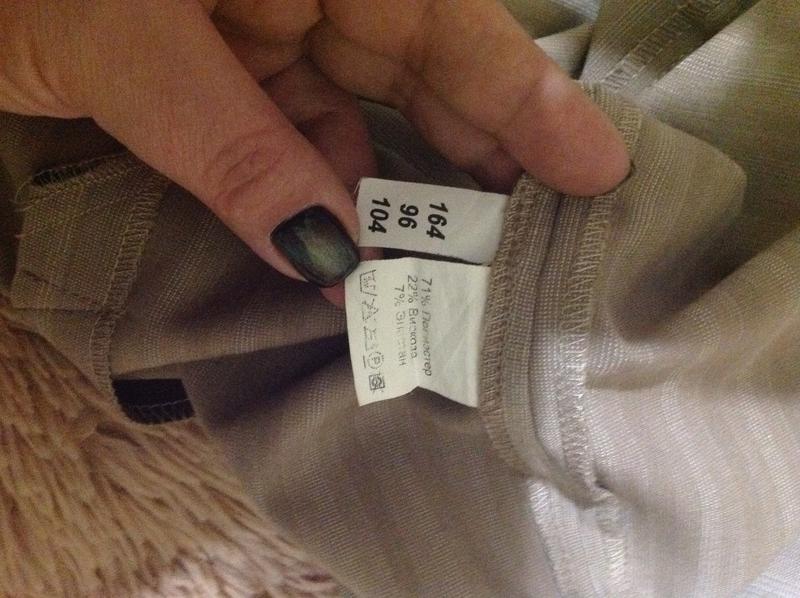 164
96
104
71% Полиэстер
22% Вискоза
7% Эластан